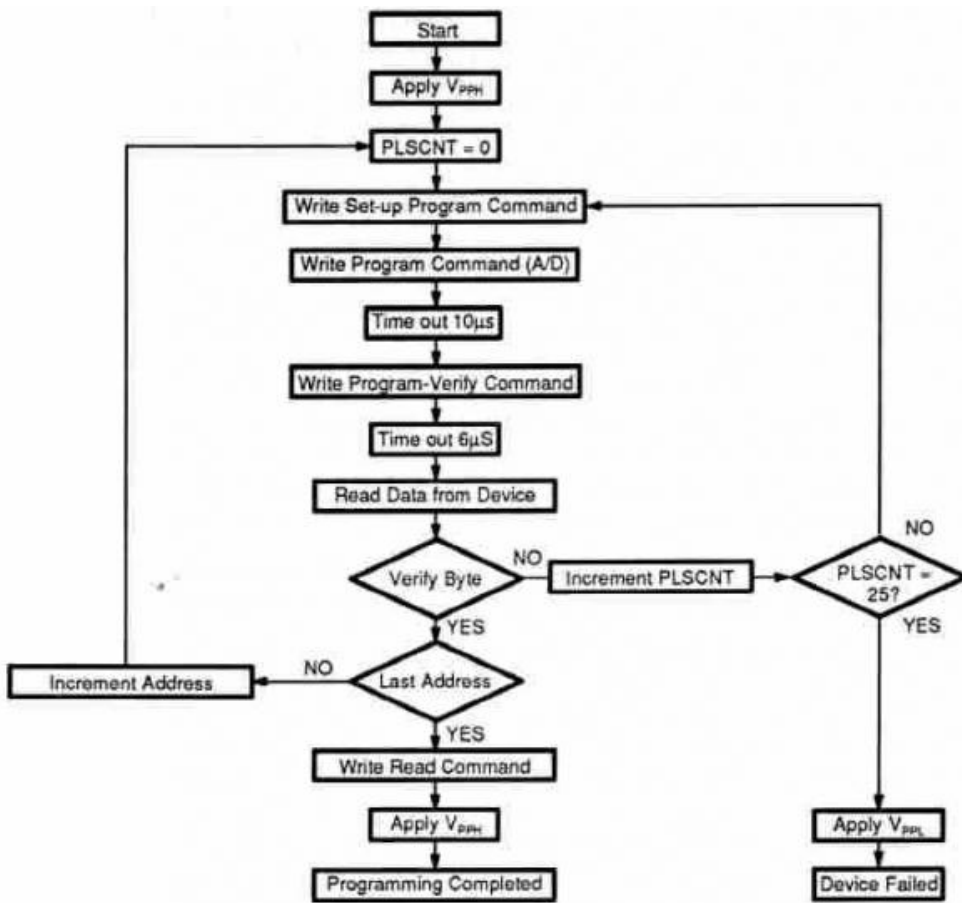 Start
Apply VPPH
PLSCNT = 0
Write Set-up Program Command
Write Program Command (A/D)
Time out 10µs
Write Program-Verify Command
Time out 6µS
Read Data from Device
Verify Byte
NO
Increment PLSCNT
PLSCNT =
25?
NO
YES
YES
Last Address
NO
Increment Address
YES
Write Read Command
Apply VPPH
Programming Completed
Apply VPPL
Device Failed